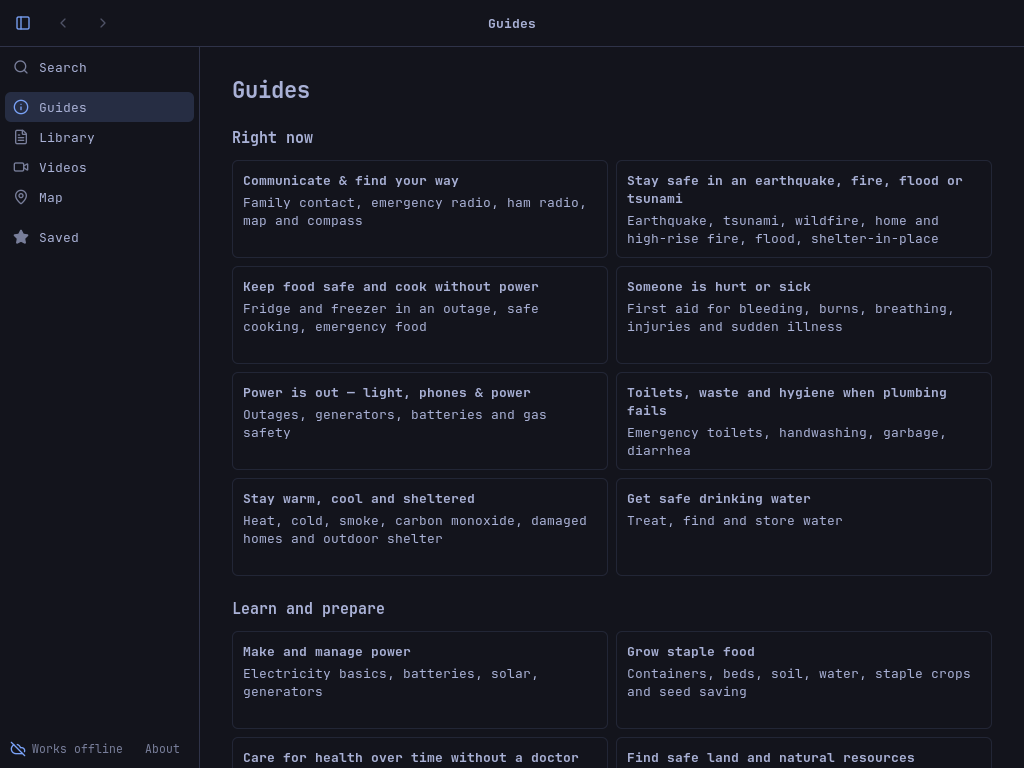 Guides
Search
Guides
Library
Videos
Map
Saved
Works offline
About
Guides
Right now
Communicate & find your way
Family contact, emergency radio, ham radio,
map and compass
Stay safe in an earthquake, fire, flood or
tsunami
Earthquake, tsunami, wildfire, home and
high-rise fire, flood, shelter-in-place
Keep food safe and cook without power
Fridge and freezer in an outage, safe
cooking, emergency food
Someone is hurt or sick
First aid for bleeding, burns, breathing,
injuries and sudden illness
Power is out — light, phones & power
Outages, generators, batteries and gas
safety
Toilets, waste and hygiene when plumbing
fails
Emergency toilets, handwashing, garbage,
diarrhea
Stay warm, cool and sheltered
Heat, cold, smoke, carbon monoxide, damaged
homes and outdoor shelter
Get safe drinking water
Treat, find and store water
Learn and prepare
Make and manage power
Electricity basics, batteries, solar,
generators
Grow staple food
Containers, beds, soil, water, staple crops
and seed saving
Care for health over time without a doctor
Find safe land and natural resources